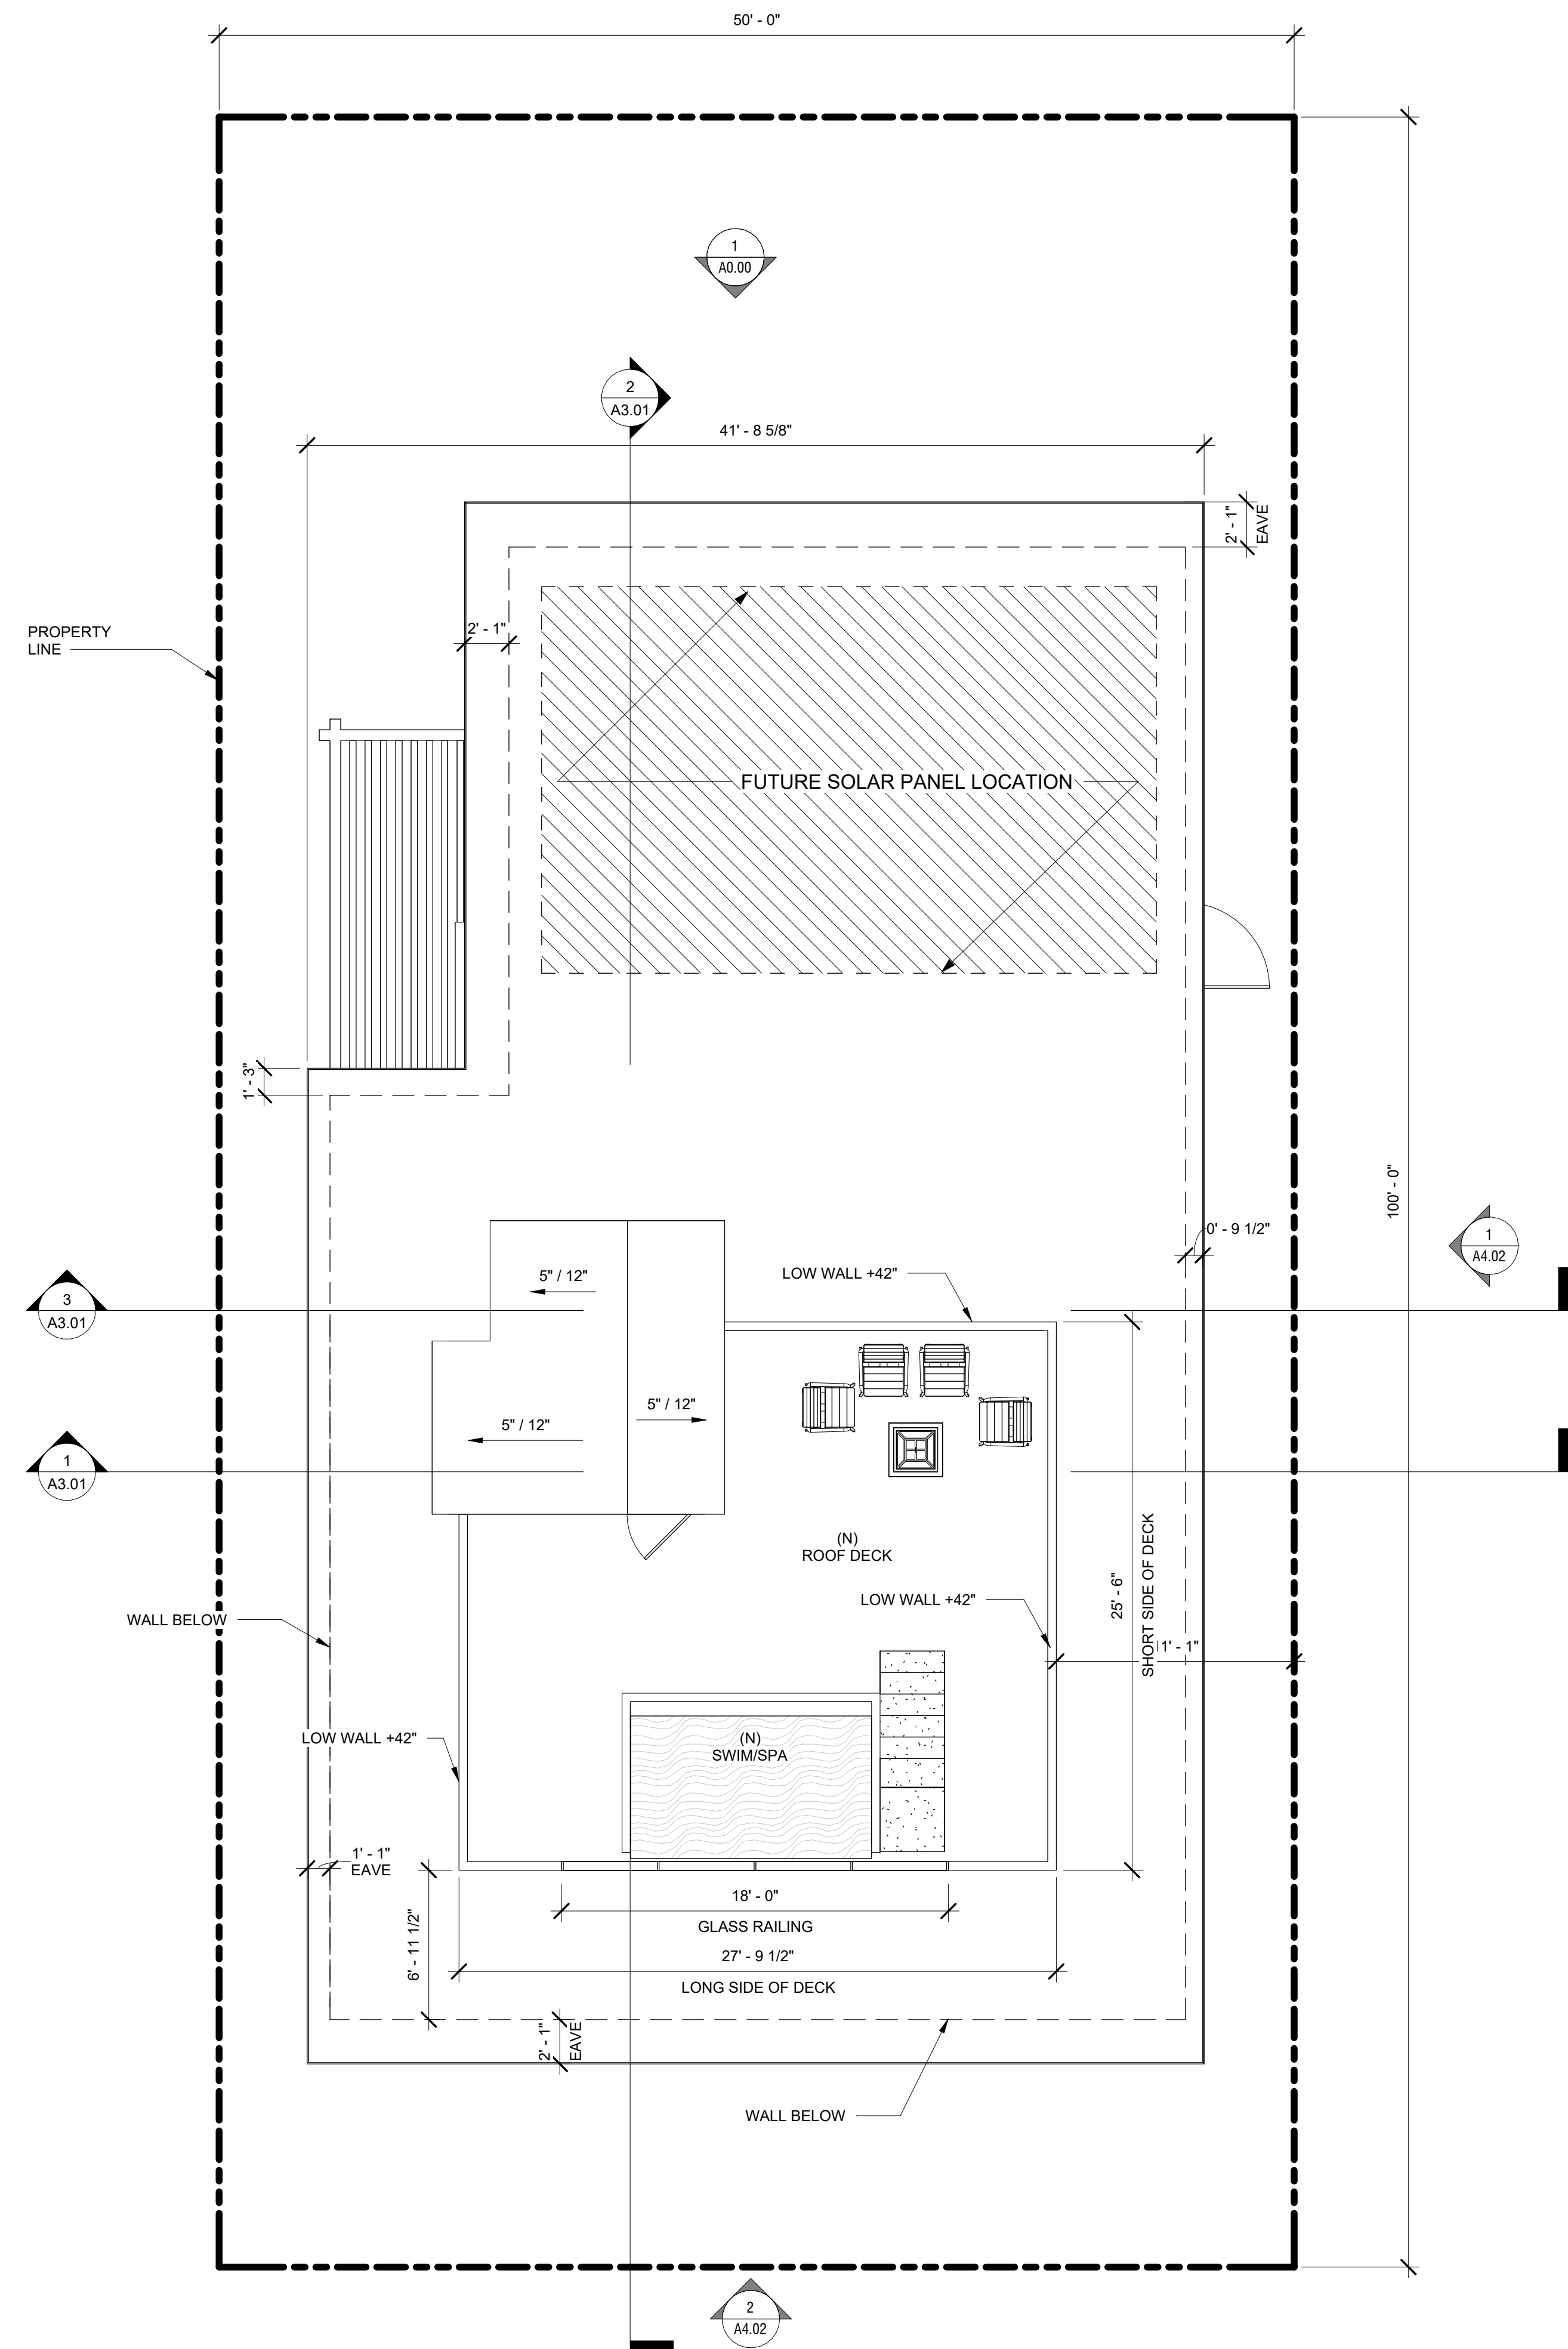 50' - 0"
1
A0.00
2
A3.01
41' - 8 5/8"
2' - 1"
EAVE
PROPERTY
LINE
2' - 1"
FUTURE SOLAR PANEL LOCATION
1' - 3"
100' - 0"
0' - 9 1/2"
1
A4.02
LOW WALL +42"
5" / 12"
3
A3.01
5" / 12"
5" / 12"
1
A3.01
(N)
ROOF DECK
LOW WALL +42"
25' - 6"
SHORT SIDE OF DECK
11' - 1"
WALL BELOW
LOW WALL +42"
(N)
SWIM/SPA
1' - 1"
EAVE
18' - 0"
GLASS RAILING
6' - 11 1/2"
27' - 9 1/2"
LONG SIDE OF DECK
2' - 1"
EAVE
WALL BELOW
2
A4.02